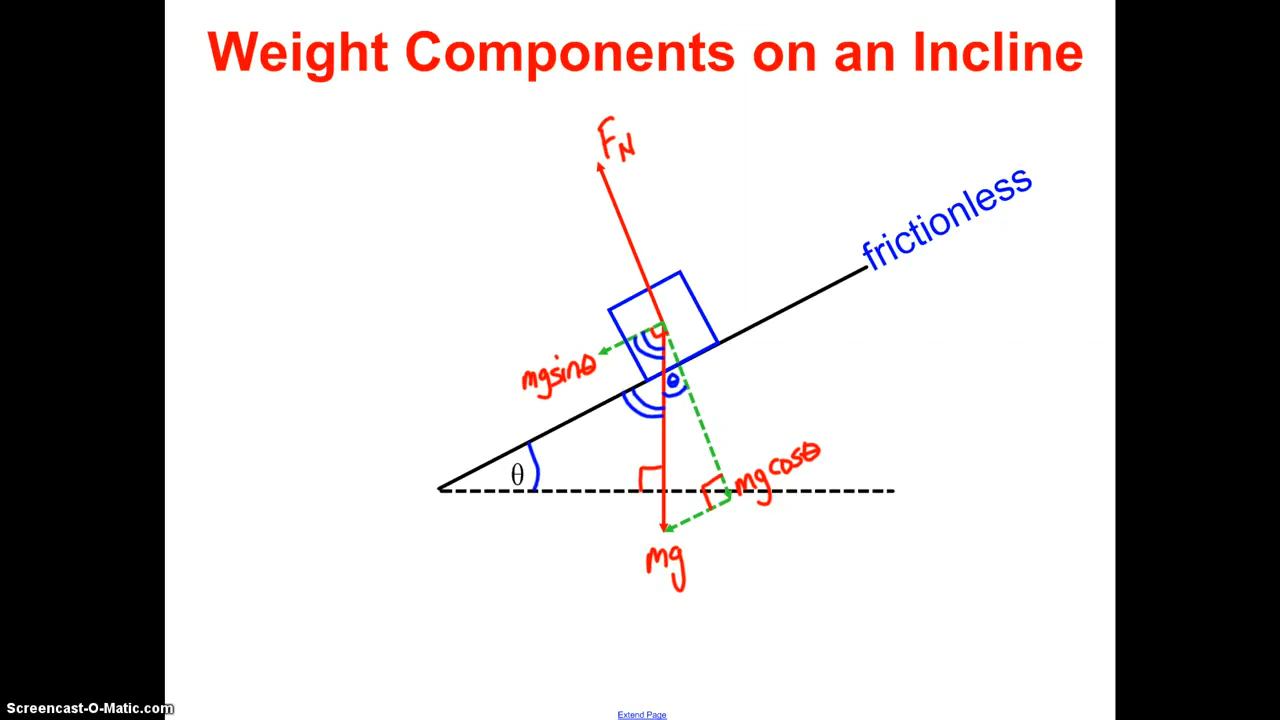 Weight Components on an Incline
F_N
frictionless
mgsinθ
θ
θ
mgcosθ
mg
Screencast-O-Matic.com
Extend Page